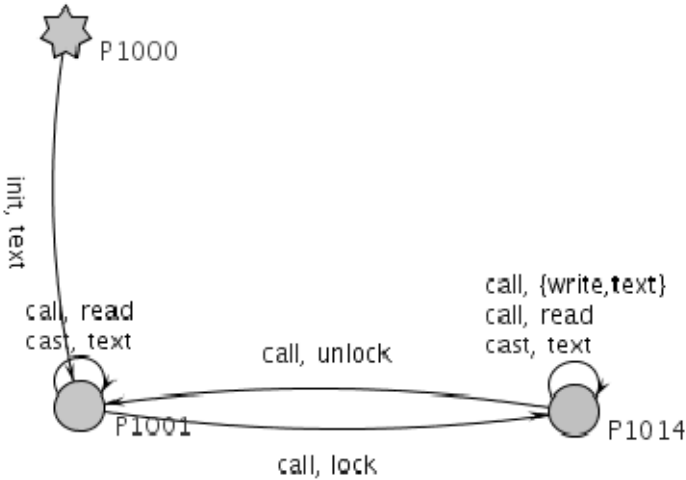 P1000
init, text
call, {write,text}
call, read
cast, text
call, read
cast, text
call, unlock
P1001
P1014
call, lock